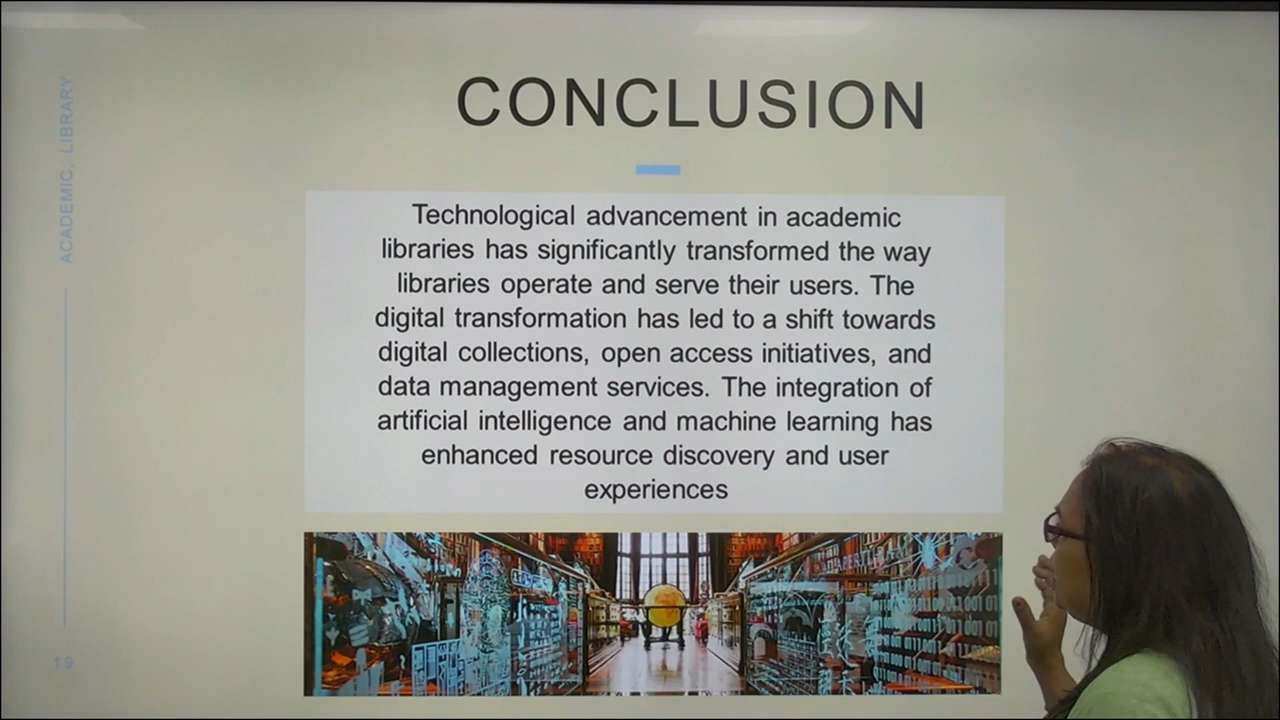 CONCLUSION
ACADEMIC, LIBRARY
Technological advancement in academic
libraries has significantly transformed the way
libraries operate and serve their users. The
digital transformation has led to a shift towards
digital collections, open access initiatives, and
data management services. The integration of
artificial intelligence and machine learning has
enhanced resource discovery and user
experiences
19